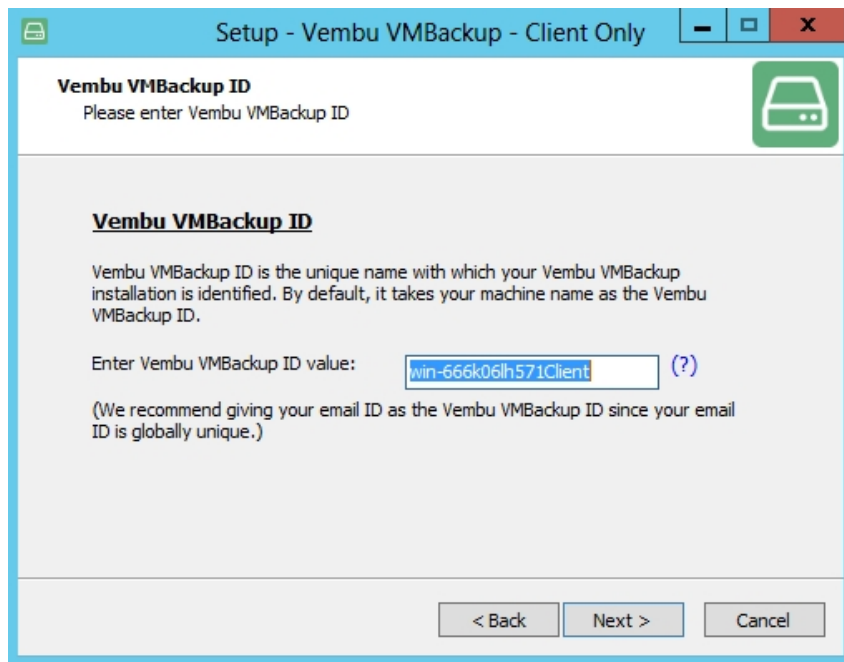 Setup - Vembu VMBackup - Client Only
Vembu VMBackup ID
Please enter Vembu VMBackup ID
Vembu VMBackup ID
Vembu VMBackup ID is the unique name with which your Vembu VMBackup
installation is identified. By default, it takes your machine name as the Vembu
VMBackup ID.
Enter Vembu VMBackup ID value: win-666k06lh571Client (?)
(We recommend giving your email ID as the Vembu VMBackup ID since your email
ID is globally unique.)
< Back Next > Cancel